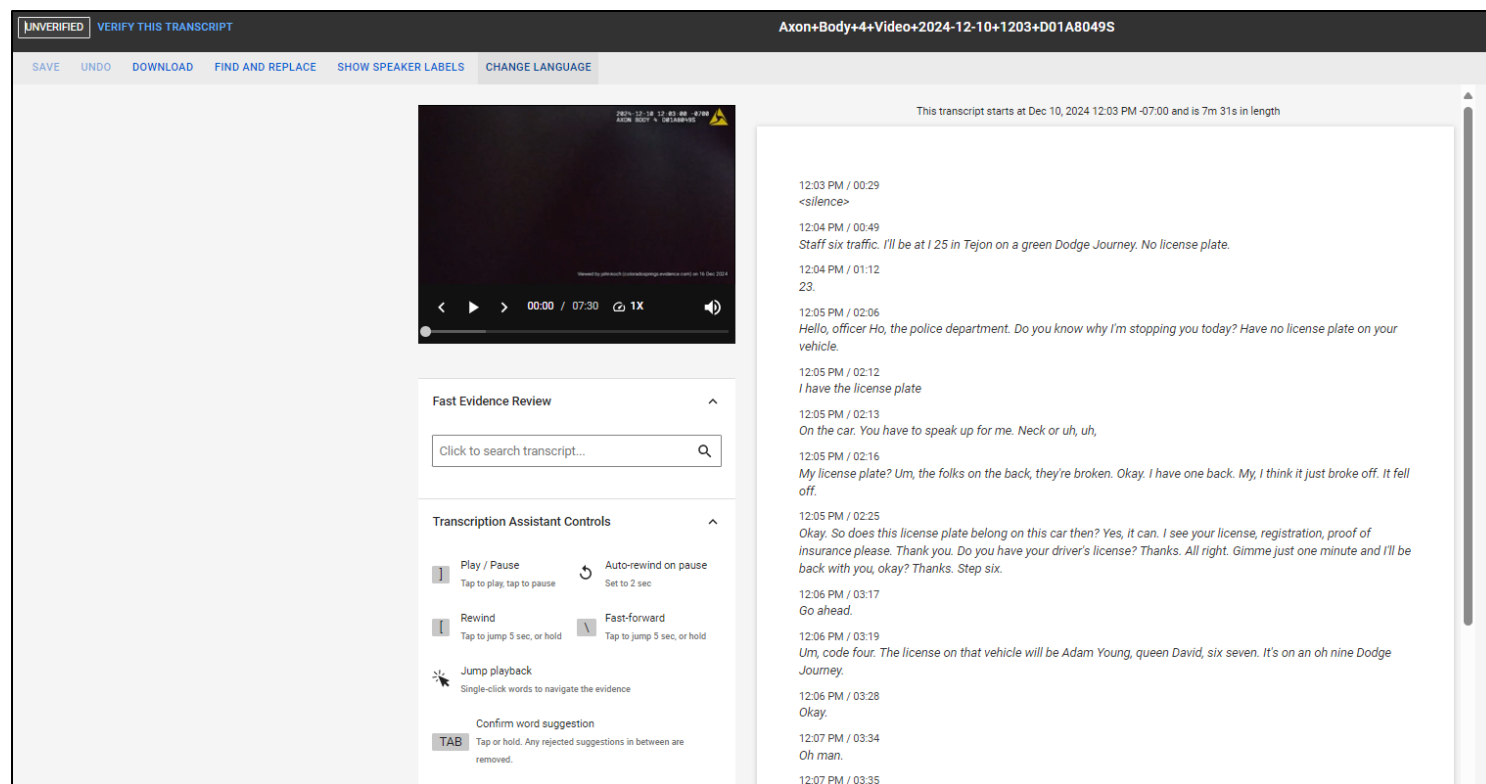 UNVERIFIED VERIFY THIS TRANSCRIPT
Axon+Body+4+Video+2024-12-10+1203+D01A8049S
SAVE UNDO DOWNLOAD FIND AND REPLACE SHOW SPEAKER LABELS CHANGE LANGUAGE
2024-12-10 12:03:00 -0700
AXON BODY 4 D01A8049S
00:00 / 07:30 1X
Fast Evidence Review
Click to search transcript...
Transcription Assistant Controls
] Play / Pause
Tap to play, tap to pause
Auto-rewind on pause
Set to 2 sec
[ Rewind
Tap to jump 5 sec, or hold
\ Fast-forward
Tap to jump 5 sec, or hold
Jump playback
Single-click words to navigate the evidence
TAB Confirm word suggestion
Tap or hold. Any rejected suggestions in between are
removed.
This transcript starts at Dec 10, 2024 12:03 PM -07:00 and is 7m 31s in length
12:03 PM / 00:29
<silence>
12:04 PM / 00:49
Staff six traffic. I'll be at I 25 in Tejon on a green Dodge Journey. No license plate.
12:04 PM / 01:12
23.
12:05 PM / 02:06
Hello, officer Ho, the police department. Do you know why I'm stopping you today? Have no license plate on your
vehicle.
12:05 PM / 02:12
I have the license plate
12:05 PM / 02:13
On the car. You have to speak up for me. Neck or uh, uh,
12:05 PM / 02:16
My license plate? Um, the folks on the back, they're broken. Okay. I have one back. My, I think it just broke off. It fell
off.
12:05 PM / 02:25
Okay. So does this license plate belong on this car then? Yes, it can. I see your license, registration, proof of
insurance please. Thank you. Do you have your driver's license? Thanks. All right. Gimme just one minute and I'll be
back with you, okay? Thanks. Step six.
12:06 PM / 03:17
Go ahead.
12:06 PM / 03:19
Um, code four. The license on that vehicle will be Adam Young, queen David, six seven. It's on an oh nine Dodge
Journey.
12:06 PM / 03:28
Okay.
12:07 PM / 03:34
Oh man.
12:07 PM / 03:35